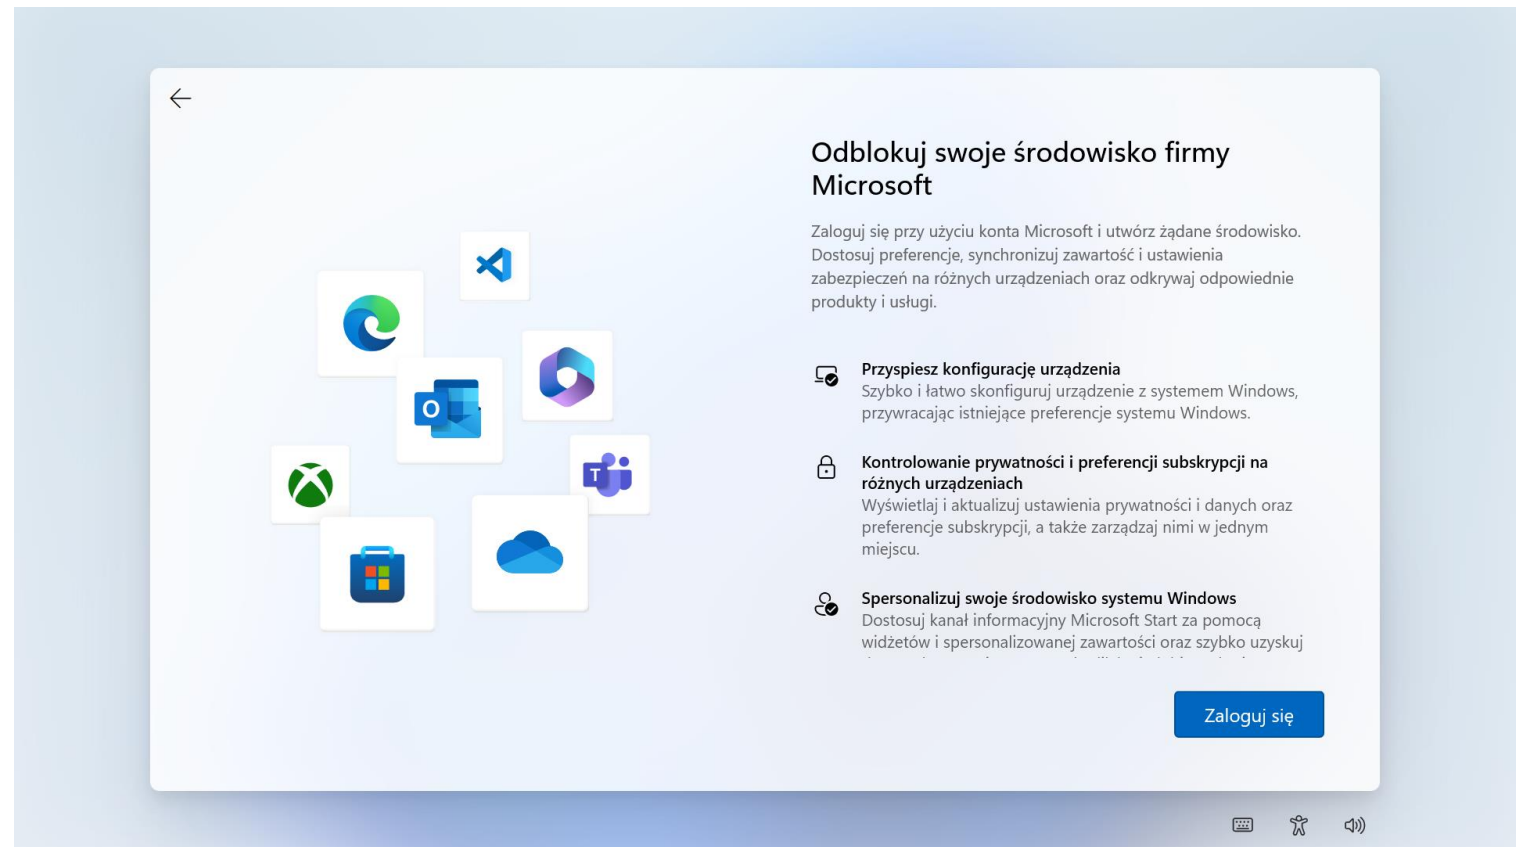 Odblokuj swoje środowisko firmy
Microsoft
Zaloguj się przy użyciu konta Microsoft i utwórz żądane środowisko.
Dostosuj preferencje, synchronizuj zawartość i ustawienia
zabezpieczeń na różnych urządzeniach oraz odkrywaj odpowiednie
produkty i usługi.
Przyspiesz konfigurację urządzenia
Szybko i łatwo skonfiguruj urządzenie z systemem Windows,
przywracając istniejące preferencje systemu Windows.
Kontrolowanie prywatności i preferencji subskrypcji na
różnych urządzeniach
Wyświetlaj i aktualizuj ustawienia prywatności i danych oraz
preferencje subskrypcji, a także zarządzaj nimi w jednym
miejscu.
Spersonalizuj swoje środowisko systemu Windows
Dostosuj kanał informacyjny Microsoft Start za pomocą
widżetów i spersonalizowanej zawartości oraz szybko uzyskuj
Zaloguj się